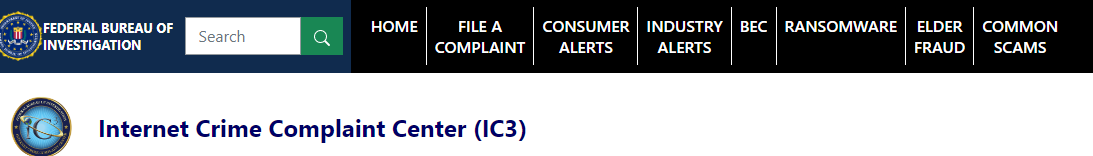 FEDERAL BUREAU OF
INVESTIGATION
Search
HOME
FILE A
COMPLAINT
CONSUMER
ALERTS
INDUSTRY
ALERTS
BEC
RANSOMWARE
ELDER
FRAUD
COMMON
SCAMS
Internet Crime Complaint Center (IC3)